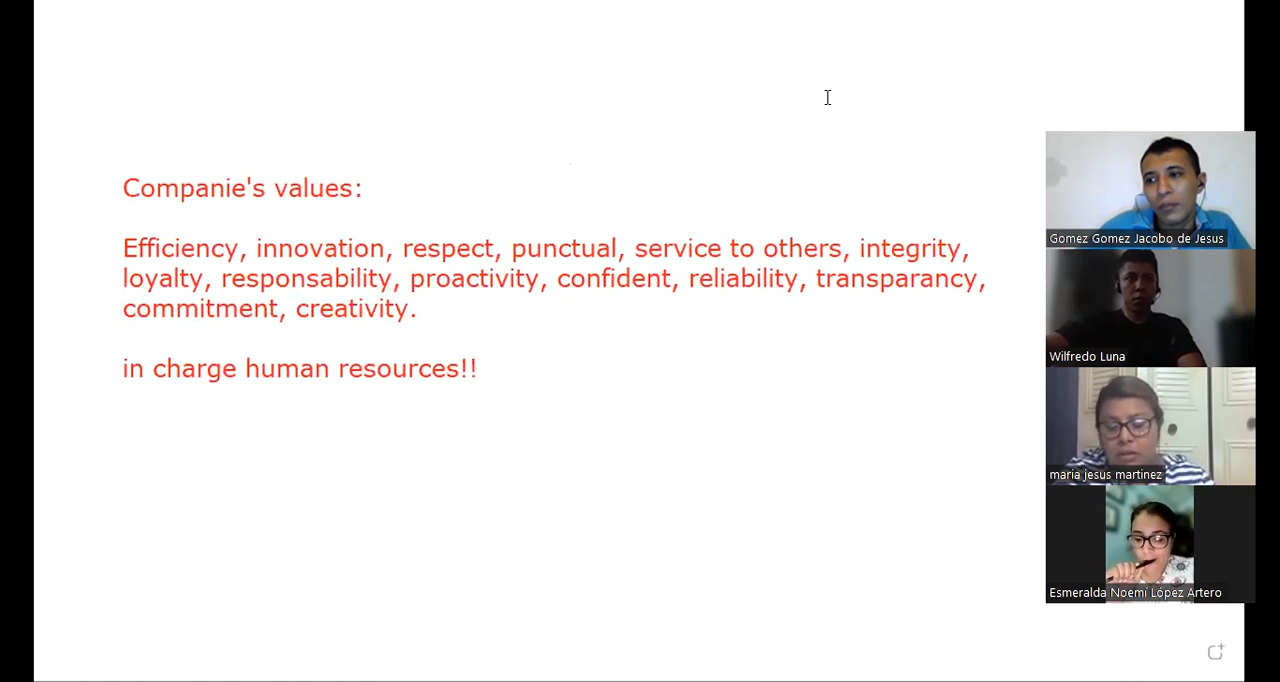 Companie's values:
Efficiency, innovation, respect, punctual, service to others, integrity,
loyalty, responsability, proactivity, confident, reliability, transparancy,
commitment, creativity.
in charge human resources!!
Gomez Gomez Jacobo de Jesus
Wilfredo Luna
maria jesus martinez
Esmeralda Noemí López Artero